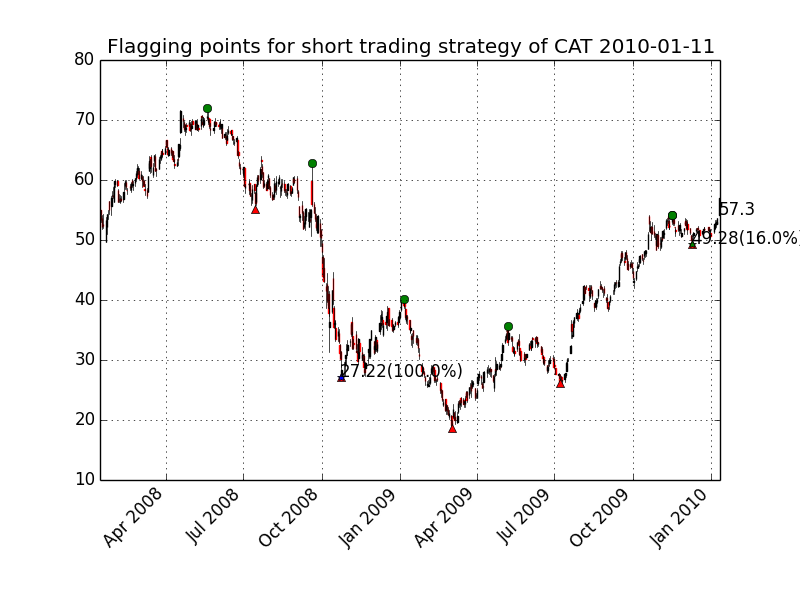 Flagging points for short trading strategy of CAT 2010-01-11
80
70
60
50
40
30
20
10
57.3
49.28(16.0%)
27.22(100.0%)
Apr 2008
Jul 2008
Oct 2008
Jan 2009
Apr 2009
Jul 2009
Oct 2009
Jan 2010